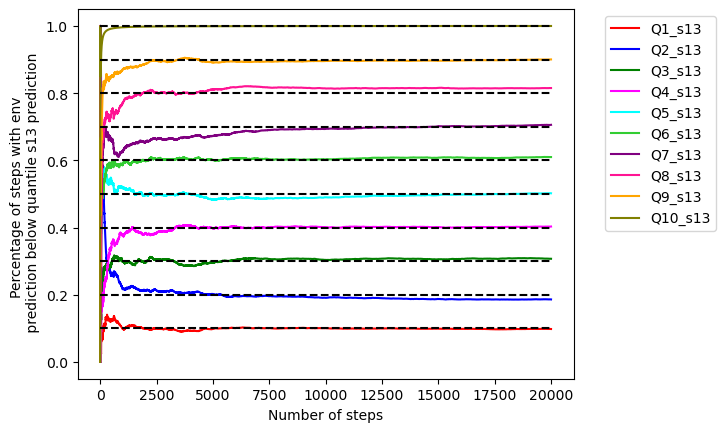 1.0
0.8
0.6
0.4
0.2
0.0
Percentage of steps with env
prediction below quantile s13 prediction
0
2500
5000
7500
10000
12500
15000
17500
20000
Number of steps
Q1_s13
Q2_s13
Q3_s13
Q4_s13
Q5_s13
Q6_s13
Q7_s13
Q8_s13
Q9_s13
Q10_s13